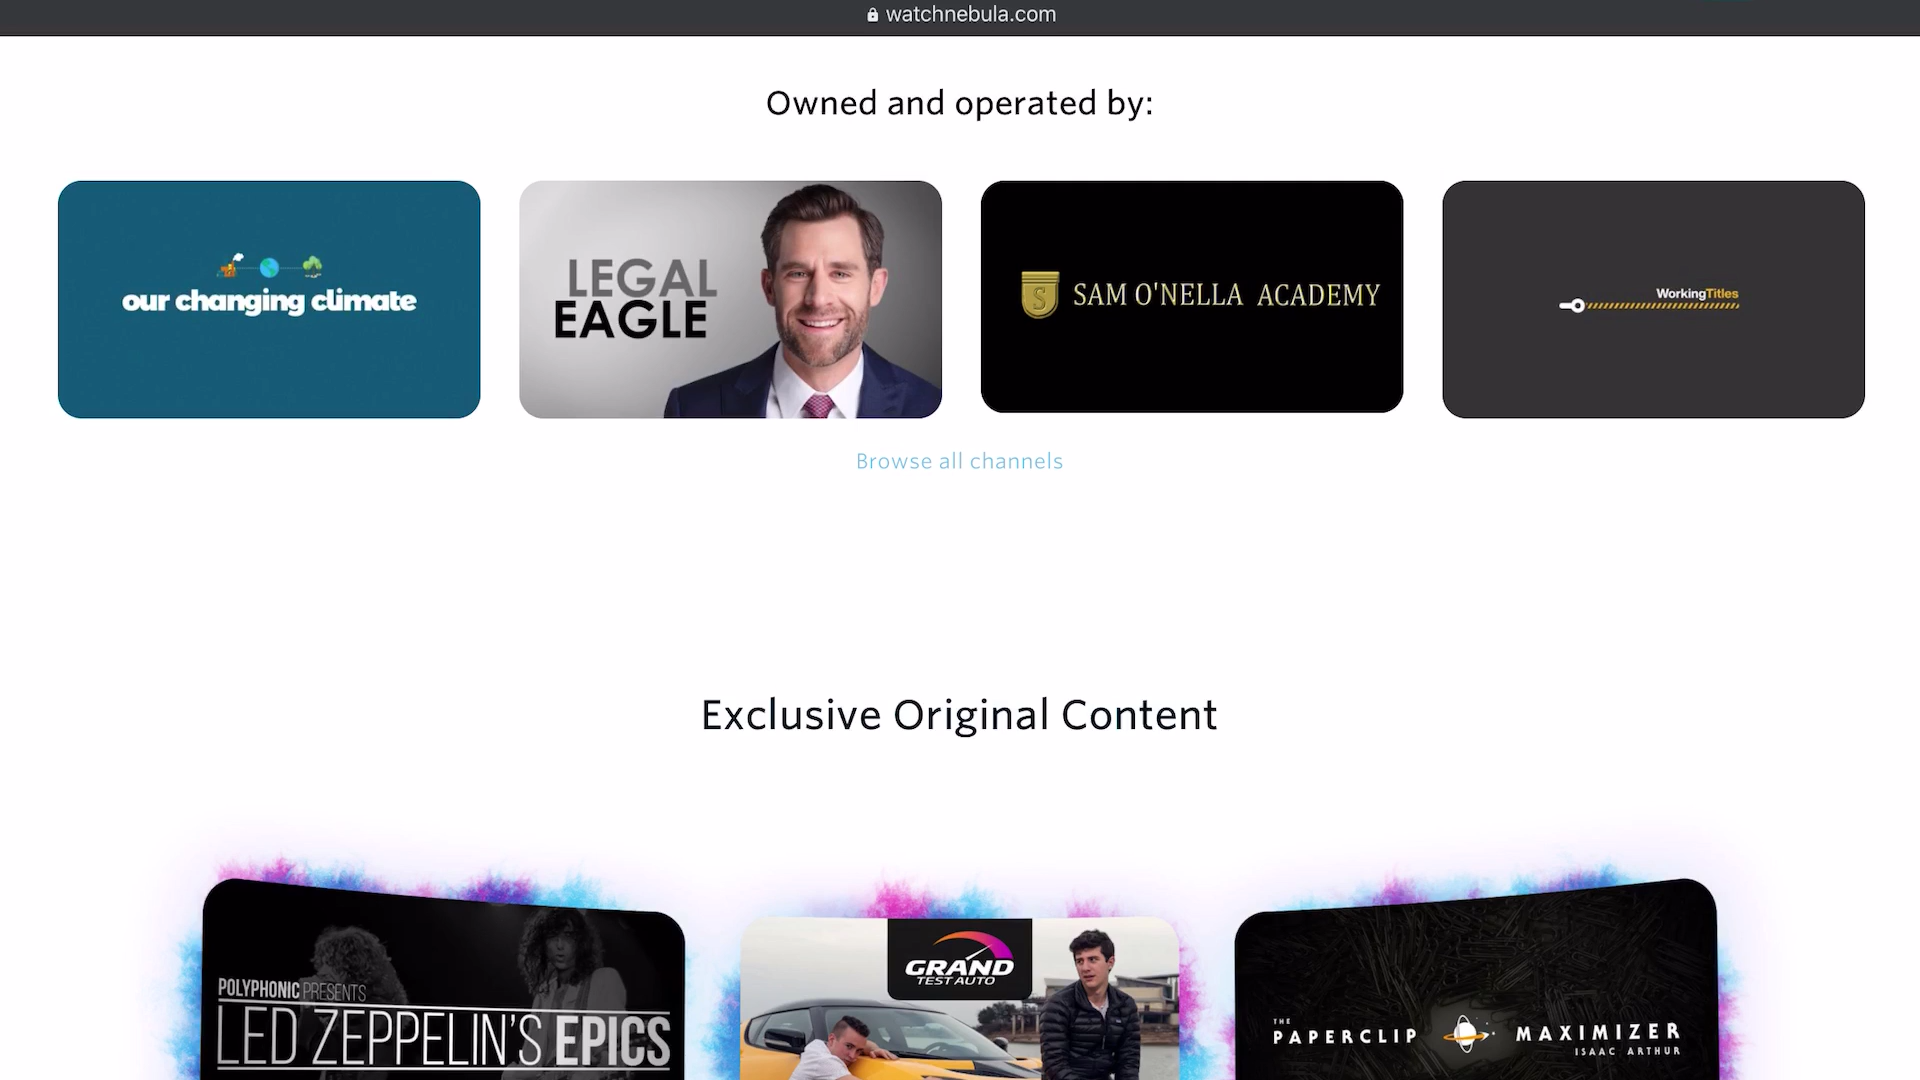 watchnebula.com
Owned and operated by:
our changing climate
LEGAL
EAGLE
S
SAM O'NELLA ACADEMY
WorkingTitles
Browse all channels
Exclusive Original Content
POLYPHONIC PRESENTS
LED ZEPPELIN'S EPICS
GRAND
TEST AUTO
THE
PAPERCLIP MAXIMIZER
ISAAC ARTHUR